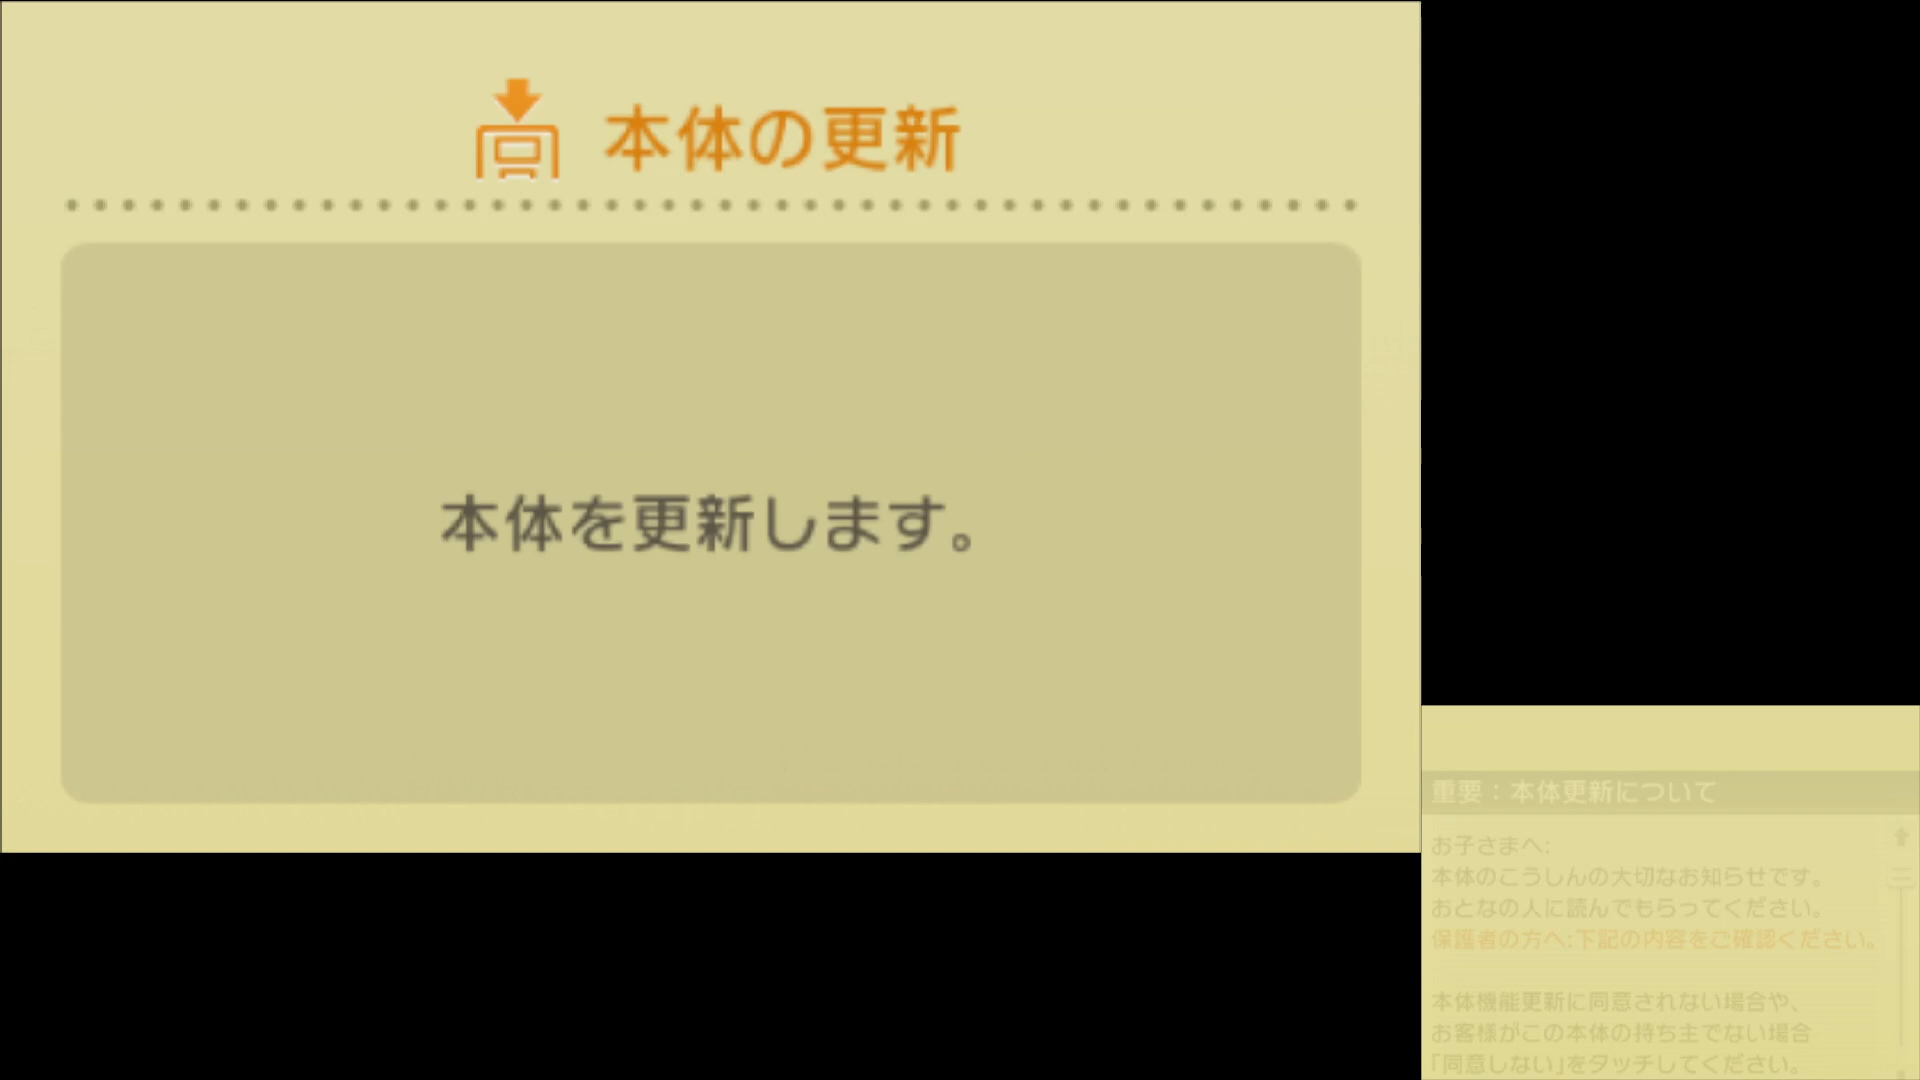 本体の更新
本体を更新します。
重要：本体更新について
お子さまへ:
本体のこうしんの大切なお知らせです。
おとなの人に読んでもらってください。
保護者の方へ:下記の内容をご確認ください。
本体機能更新に同意されない場合や、
お客様がこの本体の持ち主でない場合
｢同意しない｣をタッチしてください。